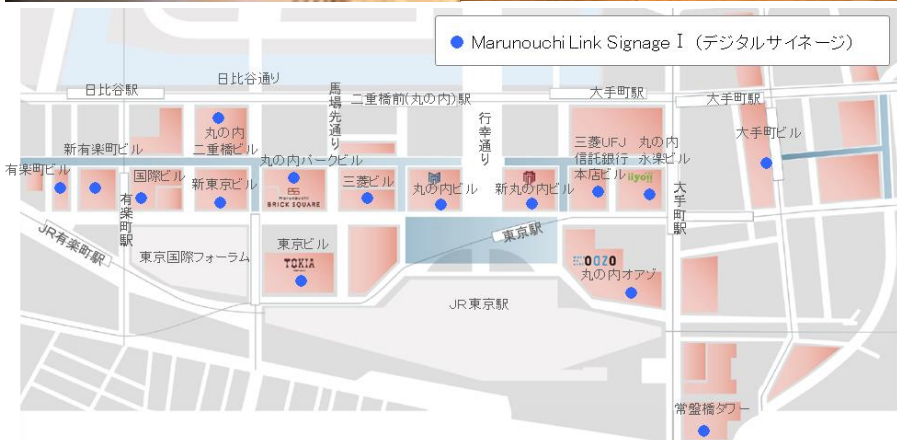 Marunouchi Link Signage Ⅰ (デジタルサイネージ)
日比谷通り
日比谷駅
馬場先通り
二重橋前(丸の内)駅
行幸通り
大手町駅
大手町駅
丸の内
二重橋ビル
大手町ビル
新有楽町ビル
三菱UFJ
信託銀行
本店ビル
丸の内
永楽ビル
有楽町ビル
国際ビル
新東京ビル
丸の内パークビル
BRICK SQUARE
三菱ビル
丸の内ビル
新丸の内ビル
iiyo!!
大手町駅
有楽町駅
JR有楽町駅
東京駅
東京国際フォーラム
東京ビル
TOKIA
OAZO
丸の内オアゾ
JR東京駅
常盤橋タワー